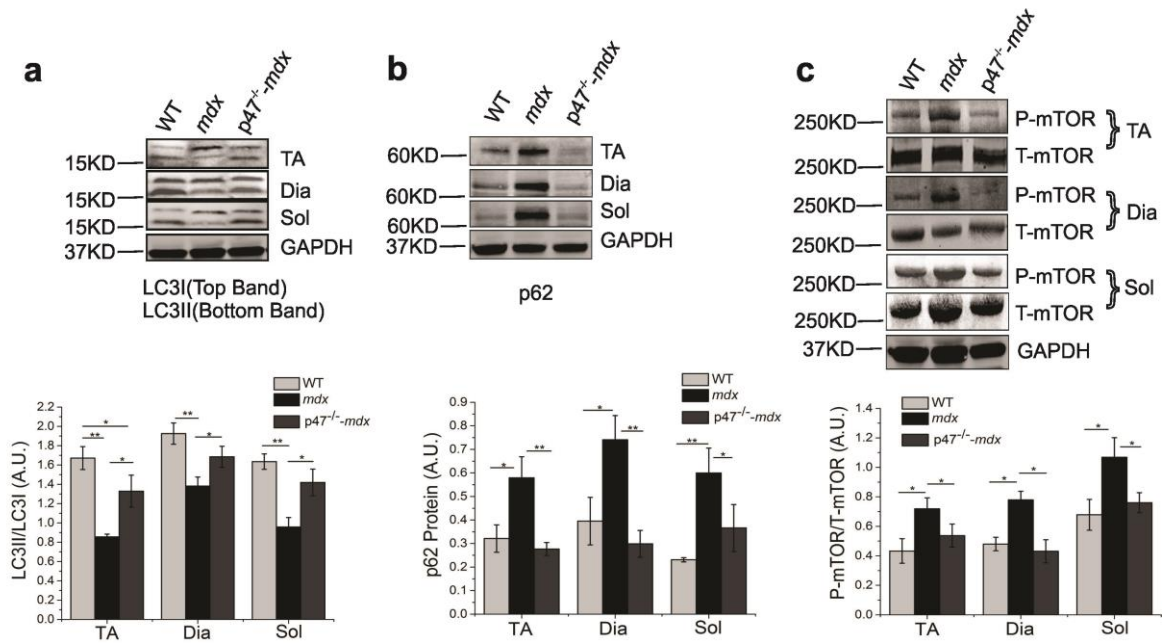 a
WT
mdx
p47-/--mdx
15KD
TA
15KD
Dia
15KD
Sol
37KD
GAPDH
LC3I(Top Band)
LC3II(Bottom Band)
b
WT
mdx
p47-/--mdx
60KD
TA
60KD
Dia
60KD
Sol
37KD
GAPDH
p62
c
WT
mdx
p47-/--mdx
250KD
P-mTOR
250KD
T-mTOR
TA
250KD
P-mTOR
250KD
T-mTOR
Dia
250KD
P-mTOR
250KD
T-mTOR
Sol
37KD
GAPDH
WT
mdx
p47-/--mdx
LC3II/LC3I (A.U.)
2.2
2.0
1.8
1.6
1.4
1.2
1.0
0.8
0.6
0.4
0.2
0.0
* ** *
** *
** *
TA Dia Sol
WT
mdx
p47-/--mdx
p62 Protein (A.U.)
0.9
0.8
0.7
0.6
0.5
0.4
0.3
0.2
0.1
0.0
* **
* **
** *
TA Dia Sol
WT
mdx
p47-/--mdx
P-mTOR/T-mTOR (A.U.)
1.4
1.2
1.0
0.8
0.6
0.4
0.2
0.0
* *
* *
* *
TA Dia Sol